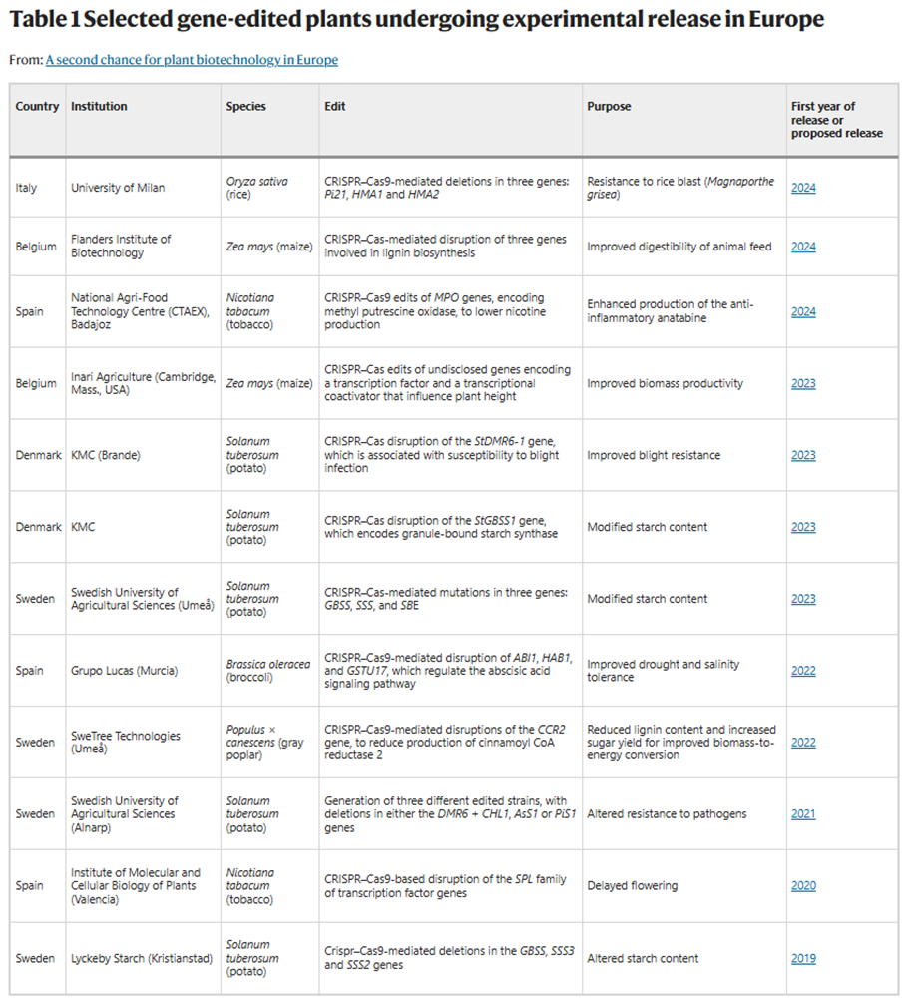 Table 1 Selected gene-edited plants undergoing experimental release in Europe
From: A second chance for plant biotechnology in Europe
Country Institution Species Edit Purpose First year of
release or
proposed release
Italy University of Milan Oryza sativa
(rice) CRISPR–Cas9-mediated deletions in three genes:
Pi21, HMA1 and HMA2 Resistance to rice blast (Magnaporthe
grisea) 2024
Belgium Flanders Institute of
Biotechnology Zea mays (maize) CRISPR–Cas-mediated disruption of three genes
involved in lignin biosynthesis Improved digestibility of animal feed 2024
Spain National Agri-Food
Technology Centre (CTAEX),
Badajoz Nicotiana
tabacum
(tobacco) CRISPR–Cas9 edits of MPO genes, encoding
methyl putrescine oxidase, to lower nicotine
production Enhanced production of the anti-
inflammatory anatabine 2024
Belgium Inari Agriculture (Cambridge,
Mass., USA) Zea mays (maize) CRISPR–Cas edits of undisclosed genes encoding
a transcription factor and a transcriptional
coactivator that influence plant height Improved biomass productivity 2023
Denmark KMC (Brande) Solanum
tuberosum
(potato) CRISPR–Cas disruption of the StDMR6-1 gene,
which is associated with susceptibility to blight
infection Improved blight resistance 2023
Denmark KMC Solanum
tuberosum
(potato) CRISPR–Cas disruption of the StGBSS1 gene,
which encodes granule-bound starch synthase Modified starch content 2023
Sweden Swedish University of
Agricultural Sciences (Umeå) Solanum
tuberosum
(potato) CRISPR–Cas-mediated mutations in three genes:
GBSS, SSS, and SBE Modified starch content 2023
Spain Grupo Lucas (Murcia) Brassica oleracea
(broccoli) CRISPR–Cas9-mediated disruption of ABI1, HAB1,
and GSTU17, which regulate the abscisic acid
signaling pathway Improved drought and salinity
tolerance 2022
Sweden SweTree Technologies
(Umeå) Populus ×
canescens (gray
poplar) CRISPR–Cas9-mediated disruptions of the CCR2
gene, to reduce production of cinnamoyl CoA
reductase 2 Reduced lignin content and increased
sugar yield for improved biomass-to-
energy conversion 2022
Sweden Swedish University of
Agricultural Sciences
(Alnarp) Solanum
tuberosum
(potato) Generation of three different edited strains, with
deletions in either the DMR6 + CHL1, AsS1 or PiS1
genes Altered resistance to pathogens 2021
Spain Institute of Molecular and
Cellular Biology of Plants
(Valencia) Nicotiana
tabacum
(tobacco) CRISPR–Cas9-based disruption of the SPL family
of transcription factor genes Delayed flowering 2020
Sweden Lyckeby Starch (Kristianstad) Solanum
tuberosum
(potato) Crispr–Cas9-mediated deletions in the GBSS, SSS3
and SSS2 genes Altered starch content 2019